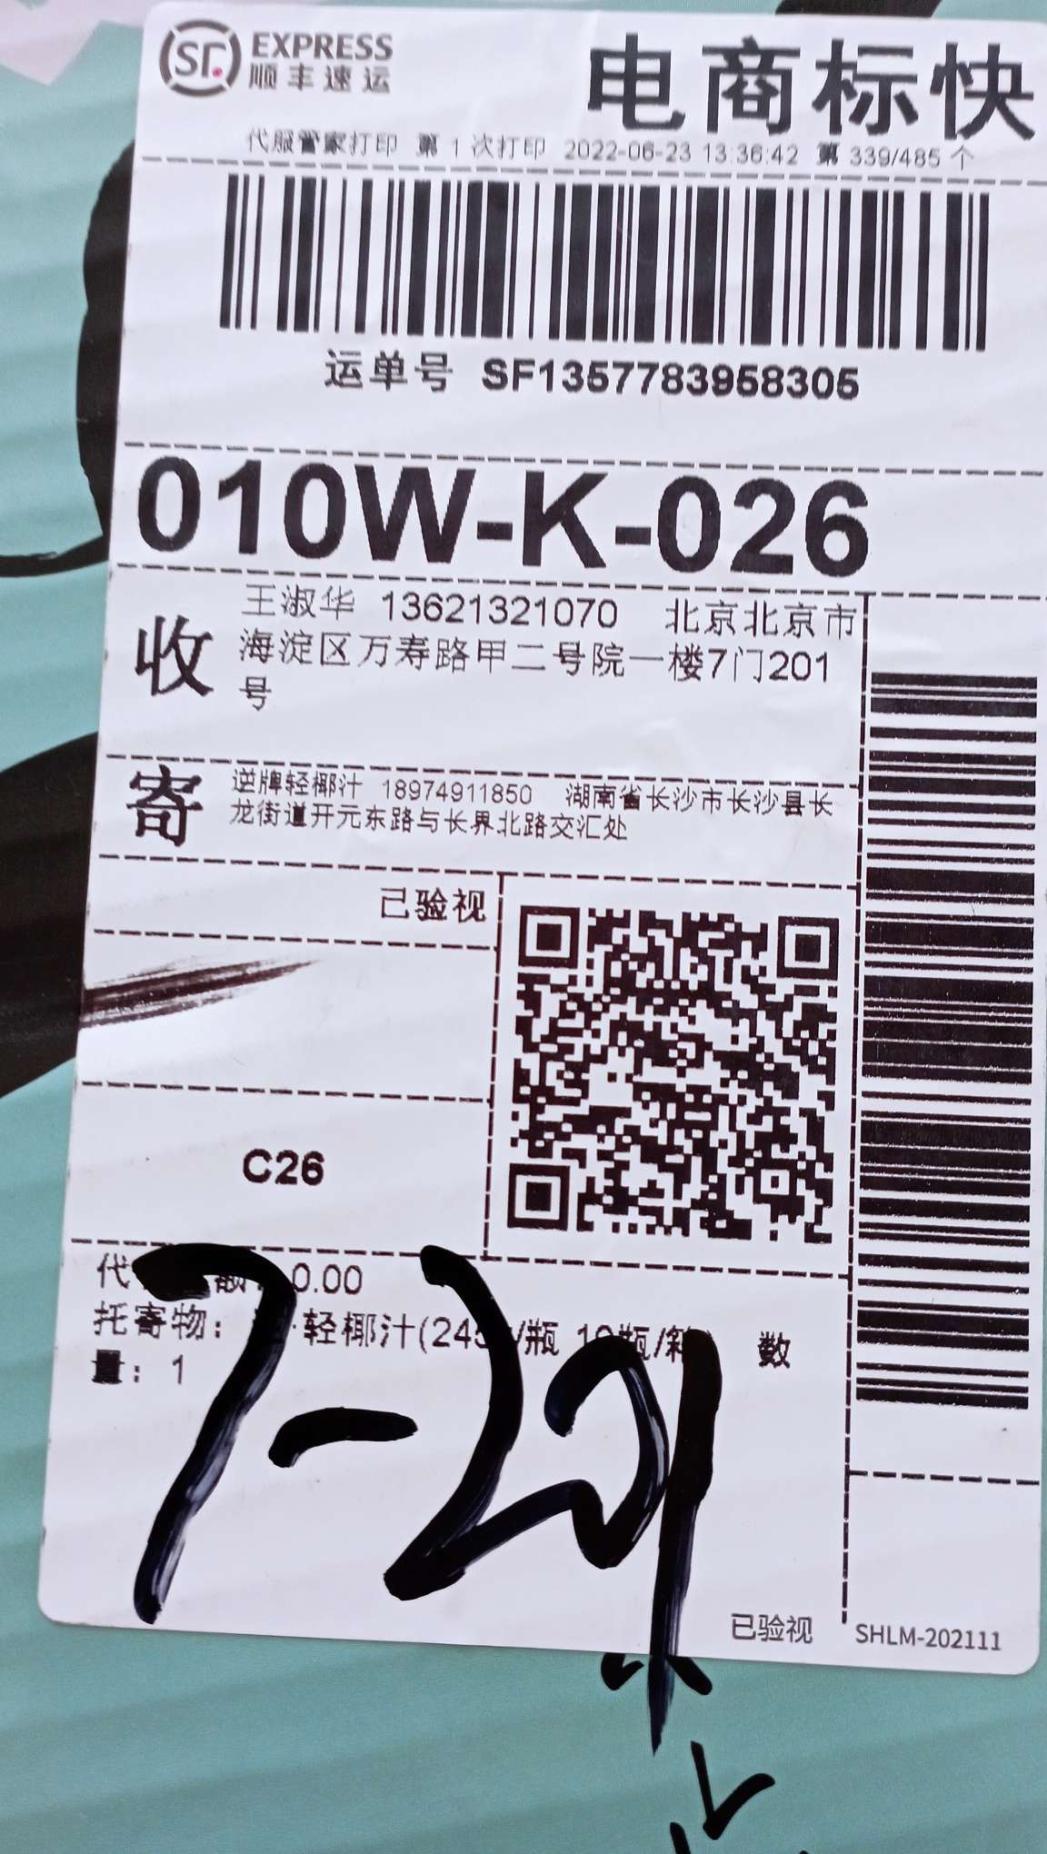 SF. EXPRESS
顺丰速运
电商标快
代服管家打印 第 1 次打印 2022-06-23 13:36:42 第 339/485 个
运单号 SF1357783958305
010W-K-026
收
王淑华 13621321070 北京北京市
海淀区万寿路甲二号院一楼7门201
号
寄
逆牌轻椰汁 18974911850 湖南省长沙市长沙县长
龙街道开元东路与长界北路交汇处
已验视
C26
代 0.00
托寄物: 轻椰汁(245 /瓶 瓶/箱 数
量: 1
7-201
已验视 SHLM-202111